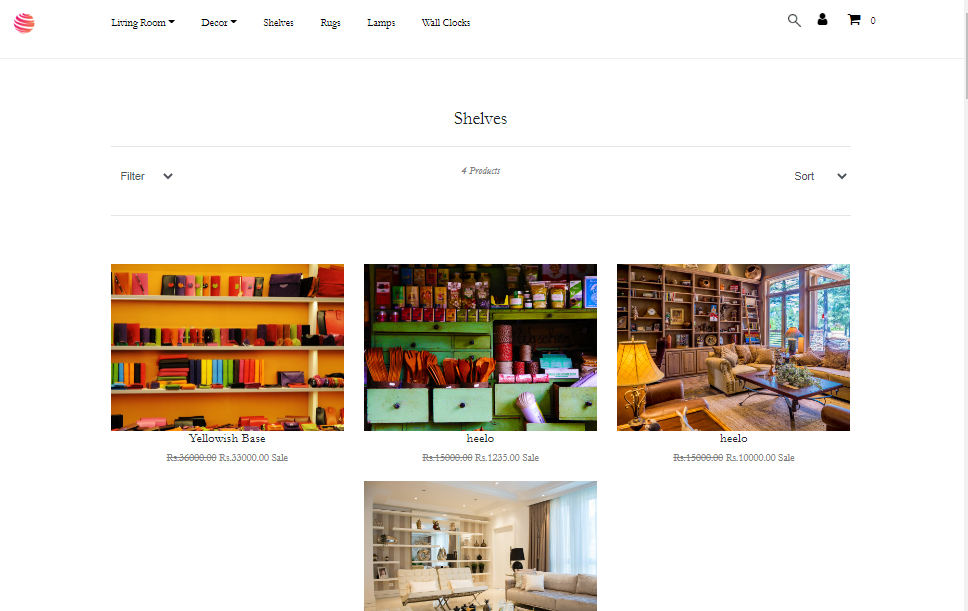 Living Room Decor Shelves Rugs Lamps Wall Clocks 0
Shelves
Filter 4 Products Sort
Yellowish Base heelo heelo
Rs.36000.00 Rs.33000.00 Sale Rs.15000.00 Rs.1235.00 Sale Rs.15000.00 Rs.10000.00 Sale